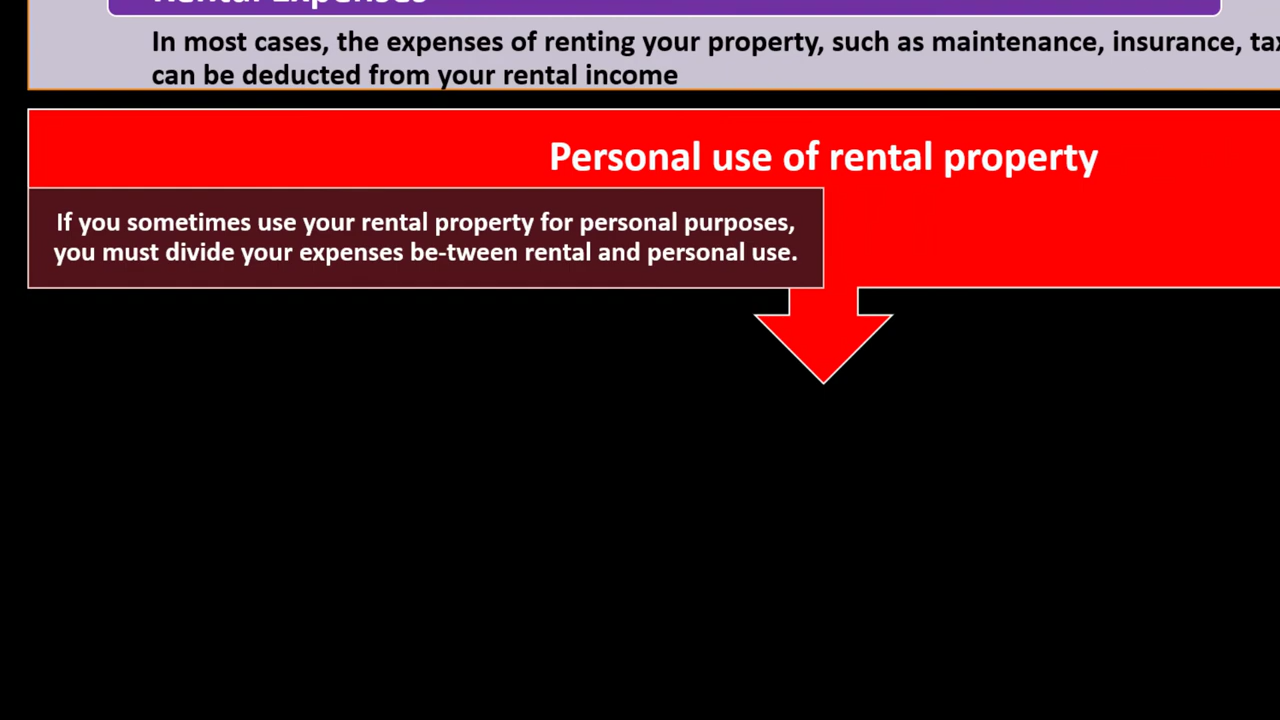 Rental Expenses
In most cases, the expenses of renting your property, such as maintenance, insurance,
can be deducted from your rental income
Personal use of rental property
If you sometimes use your rental property for personal purposes,
you must divide your expenses be-tween rental and personal use.